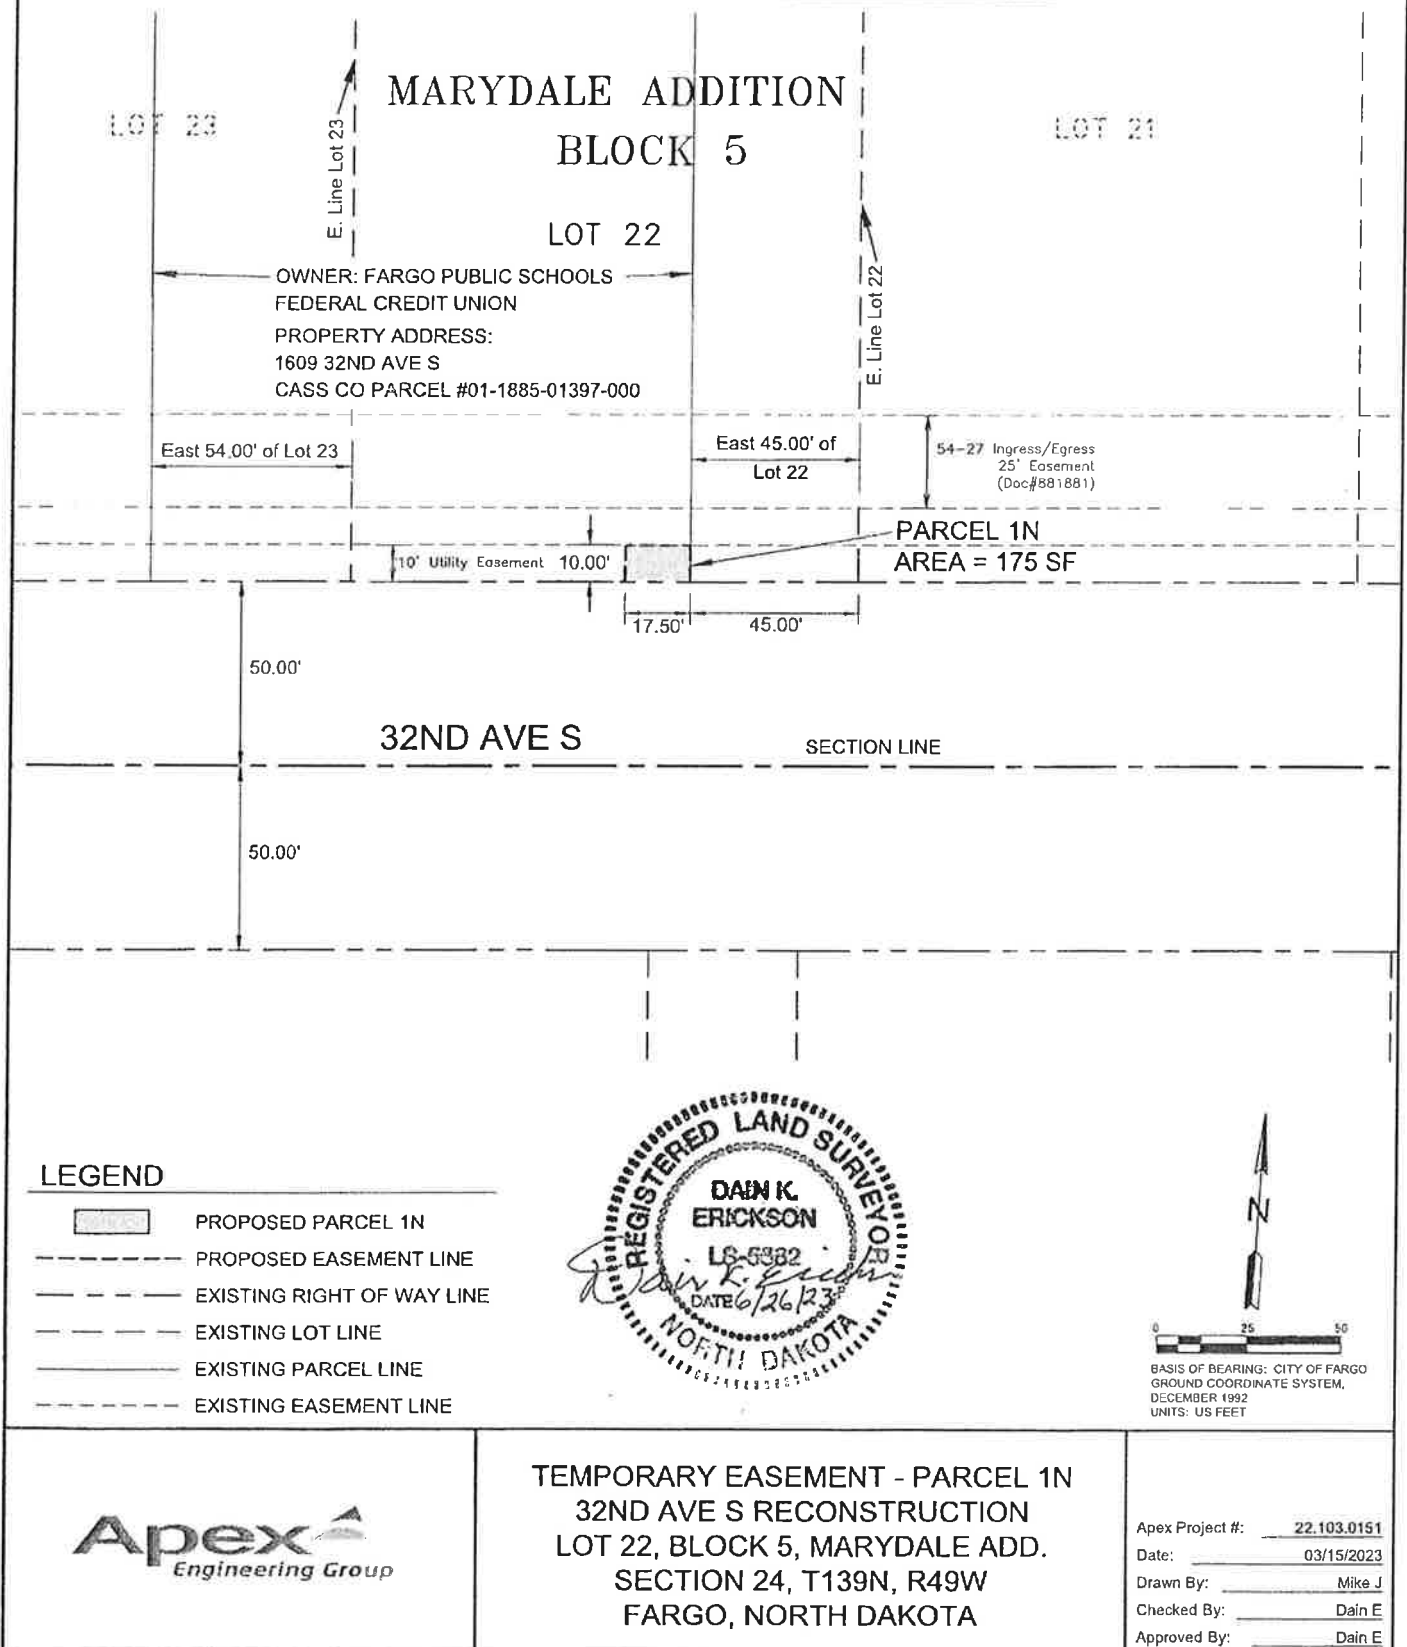 MARYDALE ADDITION
BLOCK 5
LOT 23
LOT 21
E. Line Lot 23
LOT 22
OWNER: FARGO PUBLIC SCHOOLS
FEDERAL CREDIT UNION
PROPERTY ADDRESS:
1609 32ND AVE S
CASS CO PARCEL #01-1885-01397-000
E. Line Lot 22
East 54.00' of Lot 23
East 45.00' of
Lot 22
54-27 Ingress/Egress
25' Easement
(Doc#881881)
PARCEL 1N
AREA = 175 SF
10' Utility Easement
10.00'
17.50'
45.00'
50.00'
32ND AVE S
SECTION LINE
50.00'
REGISTERED LAND SURVEYOR
DAIN K.
ERICKSON
LS-5382
Dain K. Erickson
DATE 6/26/23
NORTH DAKOTA
LEGEND
PROPOSED PARCEL 1N
PROPOSED EASEMENT LINE
EXISTING RIGHT OF WAY LINE
EXISTING LOT LINE
EXISTING PARCEL LINE
EXISTING EASEMENT LINE
N
0 25 50
BASIS OF BEARING: CITY OF FARGO
GROUND COORDINATE SYSTEM,
DECEMBER 1992
UNITS: US FEET
Apex
Engineering Group
TEMPORARY EASEMENT - PARCEL 1N
32ND AVE S RECONSTRUCTION
LOT 22, BLOCK 5, MARYDALE ADD.
SECTION 24, T139N, R49W
FARGO, NORTH DAKOTA
Apex Project #: 22.103.0151
Date: 03/15/2023
Drawn By: Mike J
Checked By: Dain E
Approved By: Dain E